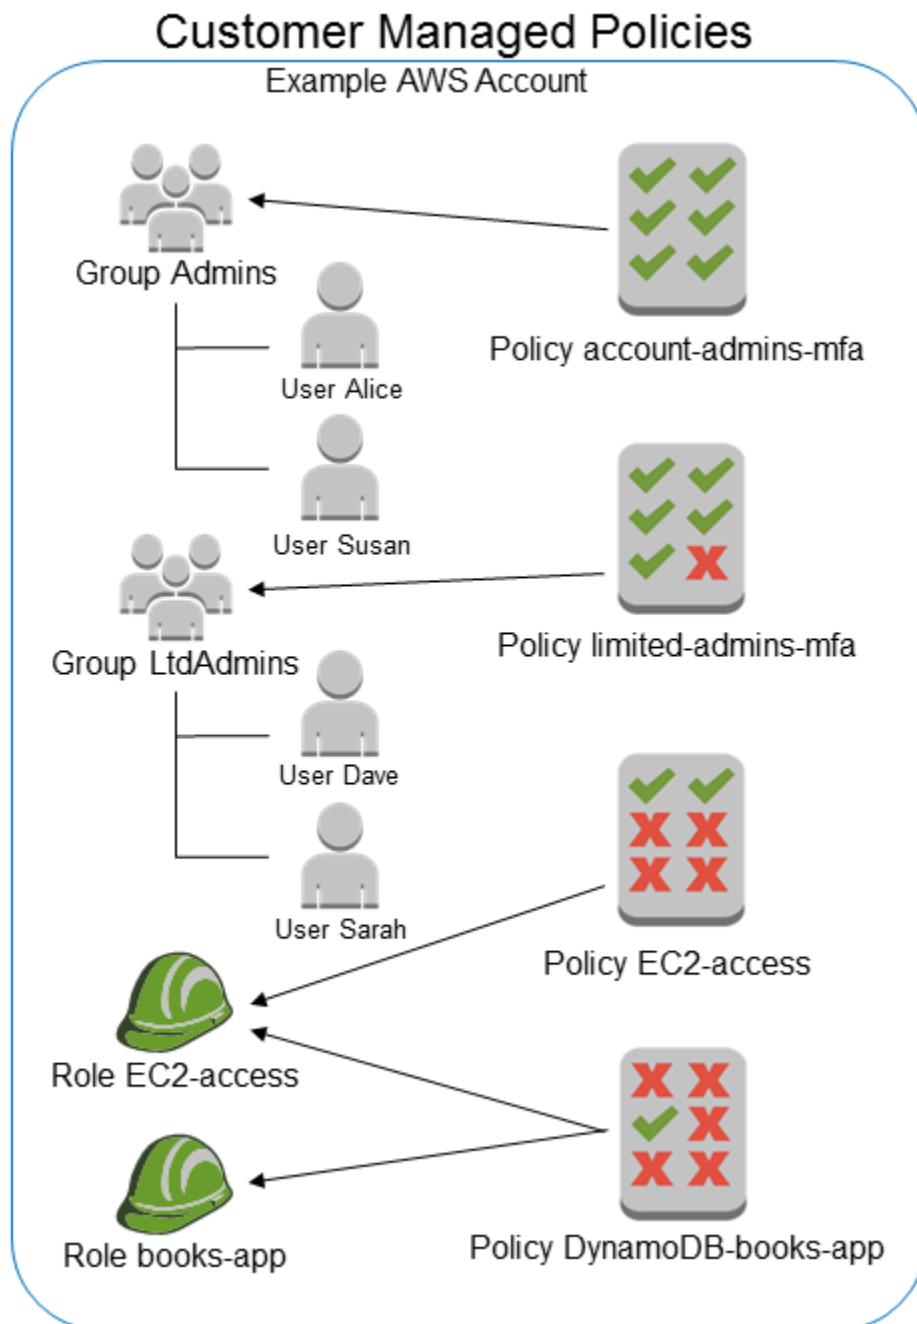 Customer Managed Policies
Example AWS Account
Group Admins
User Alice
Policy account-admins-mfa
User Susan
Group LtdAdmins
Policy limited-admins-mfa
User Dave
User Sarah
Policy EC2-access
Role EC2-access
Role books-app
Policy DynamoDB-books-app